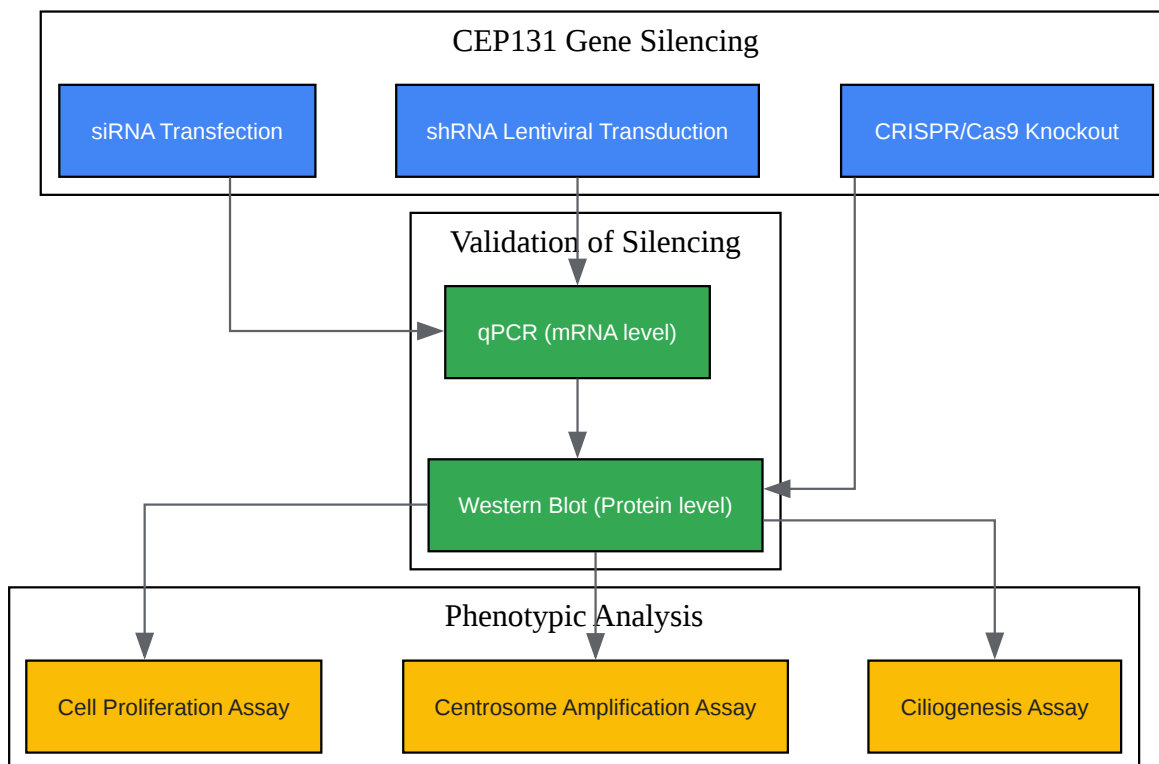 CEP131 Gene Silencing
siRNA Transfection
shRNA Lentiviral Transduction
CRISPR/Cas9 Knockout
Validation of Silencing
qPCR (mRNA level)
Western Blot (Protein level)
Phenotypic Analysis
Cell Proliferation Assay
Centrosome Amplification Assay
Ciliogenesis Assay